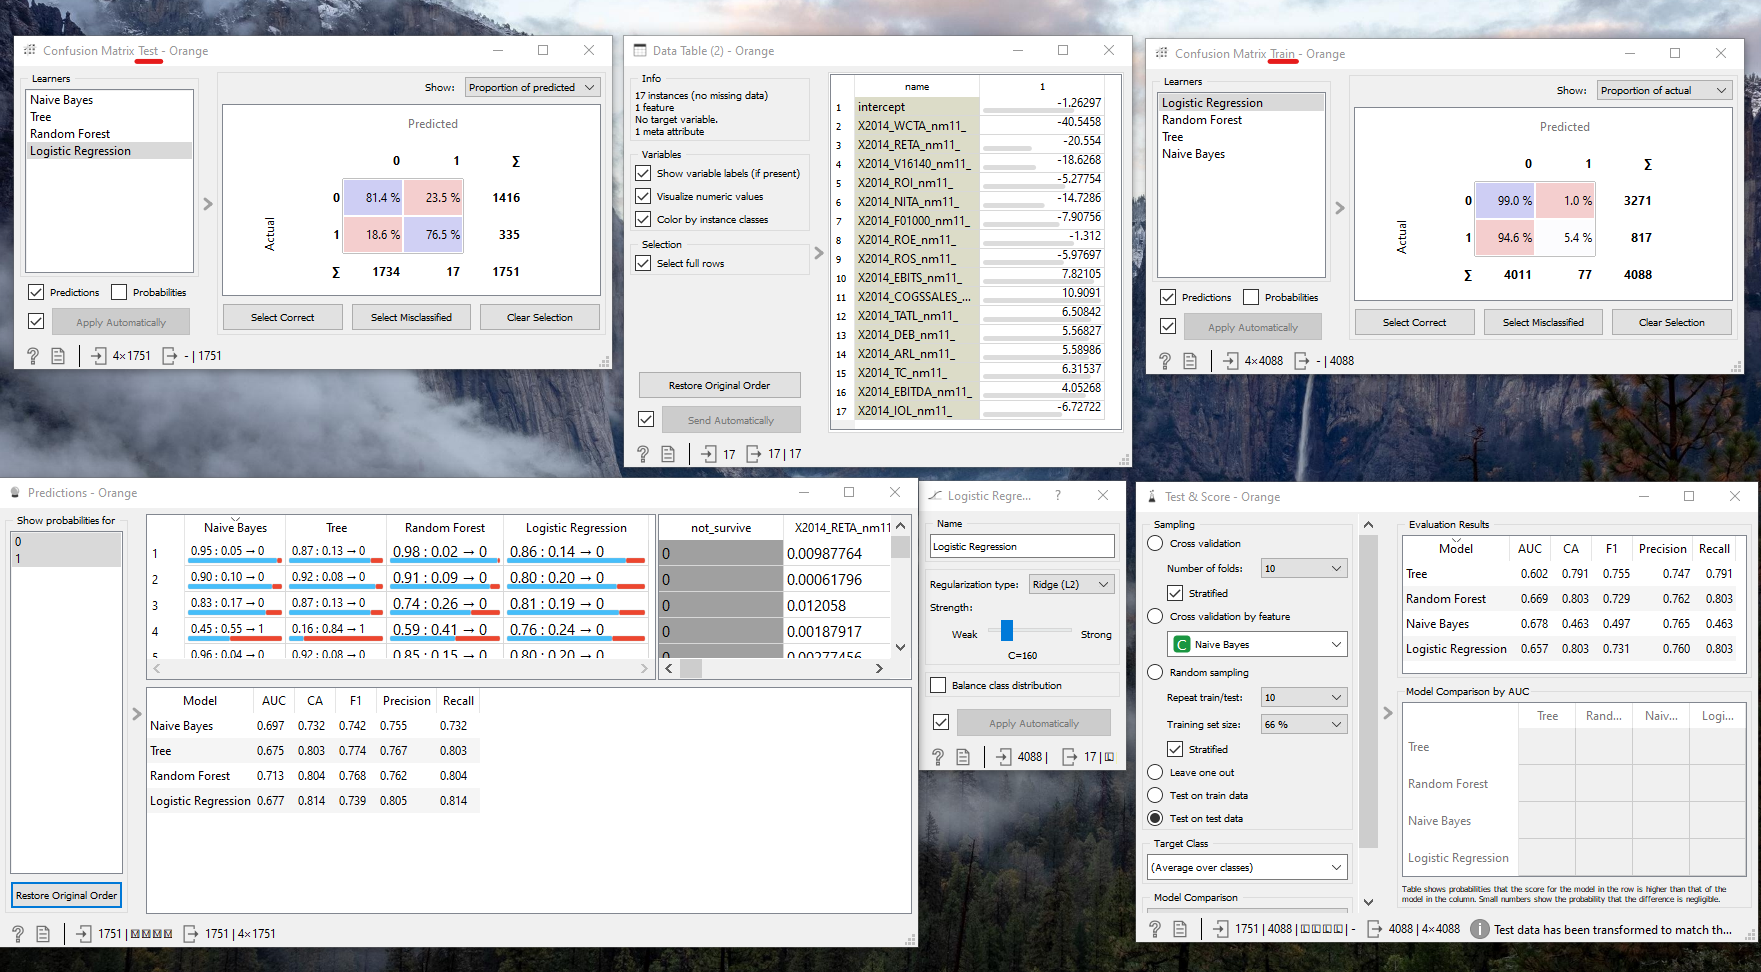 Confusion Matrix Test - Orange
Learners
Naive Bayes
Tree
Random Forest
Logistic Regression
Predictions
Probabilities
Apply Automatically
4×1751
- | 1751
Show: Proportion of predicted
Predicted
0 1 Σ
Actual
0 81.4 % 23.5 % 1416
1 18.6 % 76.5 % 335
Σ 1734 17 1751
Select Correct
Select Misclassified
Clear Selection
Data Table (2) - Orange
Info
17 instances (no missing data)
1 feature
No target variable.
1 meta attribute
Variables
Show variable labels (if present)
Visualize numeric values
Color by instance classes
Selection
Select full rows
Restore Original Order
Send Automatically
17
17 | 17
name 1
1 intercept -1.26297
2 X2014_WCTA_nm11_ -40.5458
3 X2014_RETA_nm11_ -20.554
4 X2014_V16140_nm11_ -18.6268
5 X2014_ROI_nm11_ -5.27754
6 X2014_NITA_nm11_ -14.7286
7 X2014_F01000_nm11_ -7.90756
8 X2014_ROE_nm11_ -1.312
9 X2014_ROS_nm11_ -5.97697
10 X2014_EBITS_nm11_ 7.82105
11 X2014_COGSSALES_... 10.9091
12 X2014_TATL_nm11_ 6.50842
13 X2014_DEB_nm11_ 5.56827
14 X2014_ARL_nm11_ 5.58986
15 X2014_TC_nm11_ 6.31537
16 X2014_EBITDA_nm11_ 4.05268
17 X2014_IOL_nm11_ -6.72722
Confusion Matrix Train - Orange
Learners
Logistic Regression
Random Forest
Tree
Naive Bayes
Predictions
Probabilities
Apply Automatically
4×4088
- | 4088
Show: Proportion of actual
Predicted
0 1 Σ
Actual
0 99.0 % 1.0 % 3271
1 94.6 % 5.4 % 817
Σ 4011 77 4088
Select Correct
Select Misclassified
Clear Selection
Predictions - Orange
Show probabilities for
0
1
Restore Original Order
Naive Bayes Tree Random Forest Logistic Regression not_survive X2014_RETA_nm11
1 0.95 : 0.05 → 0 0.87 : 0.13 → 0 0.98 : 0.02 → 0 0.86 : 0.14 → 0 0 0.00987764
2 0.90 : 0.10 → 0 0.92 : 0.08 → 0 0.91 : 0.09 → 0 0.80 : 0.20 → 0 0 0.00061796
3 0.83 : 0.17 → 0 0.87 : 0.13 → 0 0.74 : 0.26 → 0 0.81 : 0.19 → 0 0 0.012058
4 0.45 : 0.55 → 1 0.16 : 0.84 → 1 0.59 : 0.41 → 0 0.76 : 0.24 → 0 0 0.00187917
5 0.96 : 0.04 → 0 0.92 : 0.08 → 0 0.85 : 0.15 → 0 0.80 : 0.20 → 0 0 0.00277456
Model AUC CA F1 Precision Recall
Naive Bayes 0.697 0.732 0.742 0.755 0.732
Tree 0.675 0.803 0.774 0.767 0.803
Random Forest 0.713 0.804 0.768 0.762 0.804
Logistic Regression 0.677 0.814 0.739 0.805 0.814
1751 |
1751 | 4×1751
Logistic Regre...
Name
Logistic Regression
Regularization type: Ridge (L2)
Strength:
Weak Strong
C=160
Balance class distribution
Apply Automatically
4088 |
17 |
Test & Score - Orange
Sampling
Cross validation
Number of folds: 10
Stratified
Cross validation by feature
C Naive Bayes
Random sampling
Repeat train/test: 10
Training set size: 66 %
Stratified
Leave one out
Test on train data
Test on test data
Target Class
(Average over classes)
Model Comparison
Evaluation Results
Model AUC CA F1 Precision Recall
Tree 0.602 0.791 0.755 0.747 0.791
Random Forest 0.669 0.803 0.729 0.762 0.803
Naive Bayes 0.678 0.463 0.497 0.765 0.463
Logistic Regression 0.657 0.803 0.731 0.760 0.803
Model Comparison by AUC
Tree Rand... Naiv... Logi...
Tree
Random Forest
Naive Bayes
Logistic Regression
Table shows probabilities that the score for the model in the row is higher than that of the
model in the column. Small numbers show the probability that the difference is negligible.
1751 | 4088 | | -
4088 | 4×4088
Test data has been transformed to match th...